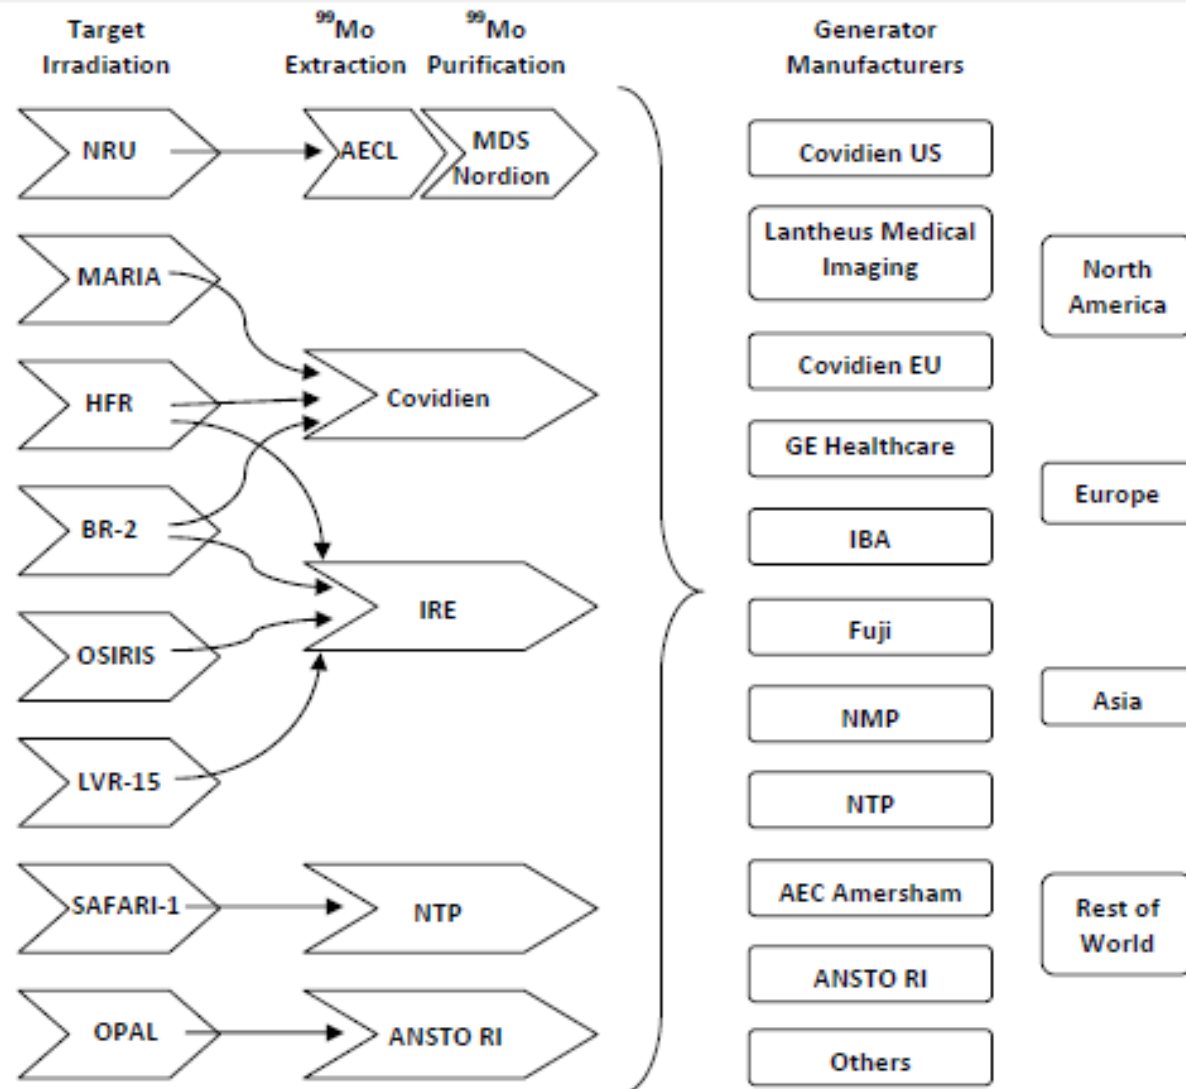 Target
Irradiation
99Mo
Extraction
99Mo
Purification
Generator
Manufacturers
NRU
AECL
MDS
Nordion
MARIA
HFR
BR-2
OSIRIS
LVR-15
SAFARI-1
OPAL
Covidien
IRE
NTP
ANSTO RI
Covidien US
Lantheus Medical
Imaging
Covidien EU
GE Healthcare
IBA
Fuji
NMP
NTP
AEC Amersham
ANSTO RI
Others
North
America
Europe
Asia
Rest of
World